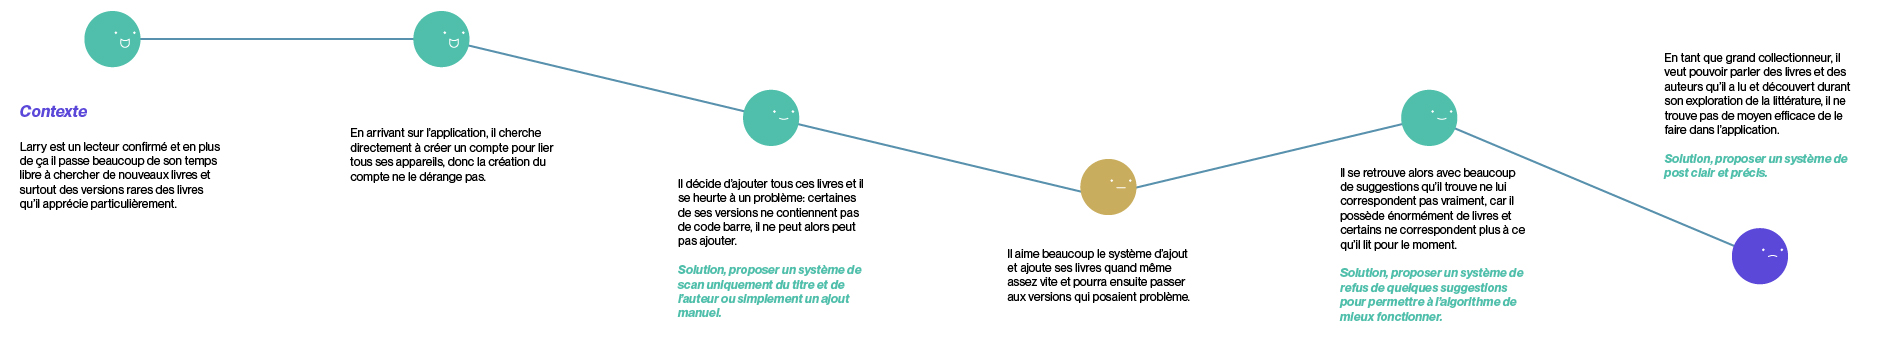 Contexte
Larry est un lecteur confirmé et en plus
de ça il passe beaucoup de son temps
libre à chercher de nouveaux livres et
surtout des versions rares des livres
qu'il apprécie particulièrement.
En arrivant sur l'application, il cherche
directement à créer un compte pour lier
tous ses appareils, donc la création du
compte ne le dérange pas.
Il décide d'ajouter tous ces livres et il
se heurte à un problème: certaines
de ses versions ne contiennent pas
de code barre, il ne peut alors peut
pas ajouter.
Solution, proposer un système de
scan uniquement du titre et de
l'auteur ou simplement un ajout
manuel.
Il aime beaucoup le système d'ajout
et ajoute ses livres quand même
assez vite et pourra ensuite passer
aux versions qui posaient problème.
Il se retrouve alors avec beaucoup
de suggestions qu'il trouve ne lui
correspondent pas vraiment, car il
possède énormément de livres et
certains ne correspondent plus à ce
qu'il lit pour le moment.
Solution, proposer un système de
refus de quelques suggestions
pour permettre à l'algorithme de
mieux fonctionner.
En tant que grand collectionneur, il
veut pouvoir parler des livres et des
auteurs qu'il a lu et découvert durant
son exploration de la littérature, il ne
trouve pas de moyen efficace de le
faire dans l'application.
Solution, proposer un système de
post clair et précis.